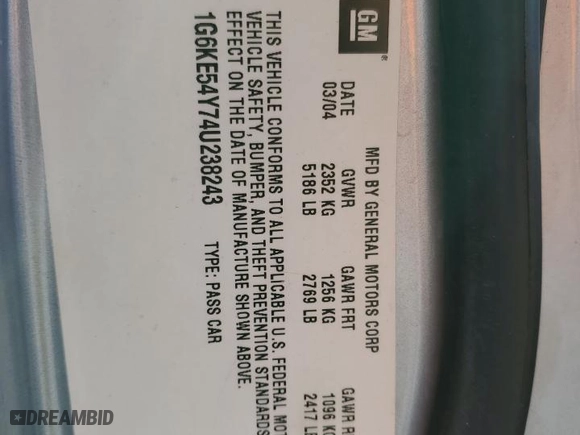 GM ®
MFD BY GENERAL MOTORS CORP
DATE GVWR GAWR FRT GAWR
03/04 2352 KG 1256 KG 1096 KG
5186 LB 2769 LB 2417 LB
THIS VEHICLE CONFORMS TO ALL APPLICABLE U.S. FEDERAL
VEHICLE SAFETY, BUMPER, AND THEFT PREVENTION STANDARDS
EFFECT ON THE DATE OF MANUFACTURE SHOWN ABOVE.
1G6KE54Y74U238243 TYPE: PASS CAR
DREAMBID